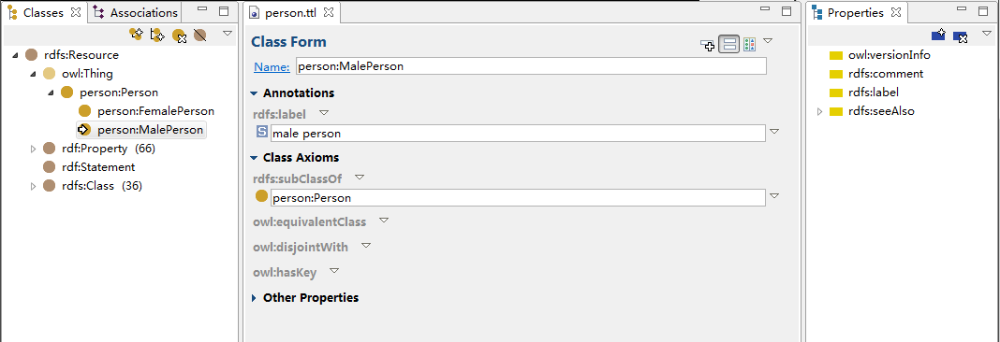 Classes
Associations
rdfs:Resource
owl:Thing
person:Person
person:FemalePerson
person:MalePerson
rdf:Property (66)
rdf:Statement
rdfs:Class (36)
person.ttl
Class Form
Name: person:MalePerson
Annotations
rdfs:label
S male person
Class Axioms
rdfs:subClassOf
person:Person
owl:equivalentClass
owl:disjointWith
owl:hasKey
Other Properties
Properties
owl:versionInfo
rdfs:comment
rdfs:label
rdfs:seeAlso